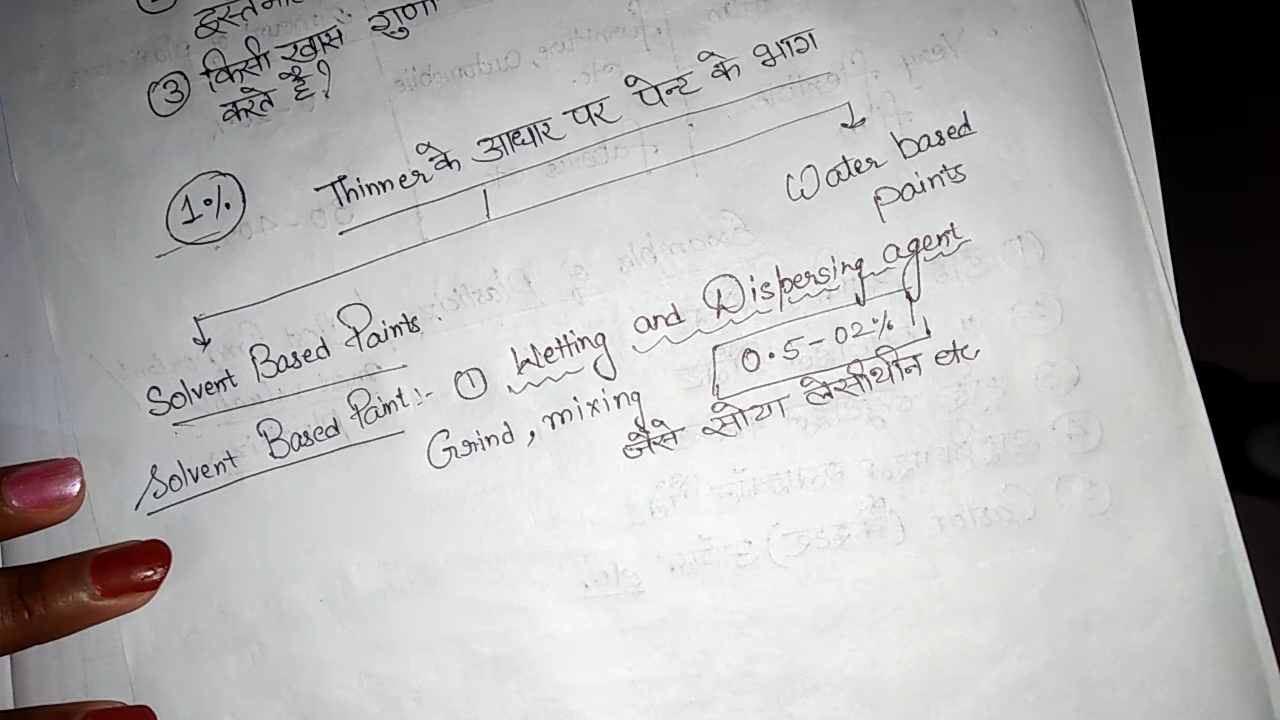 ③ किसी खास गुण
करते है?
1% Thinner के आधार पर पेन्ट के भाग
Water based
paints
Solvent Based Paints.
Solvent Based Paint:- ① Wetting and Dispersing agent
Grind, mixing 0.5-02%
जैसे सोया लेसीथीन etc